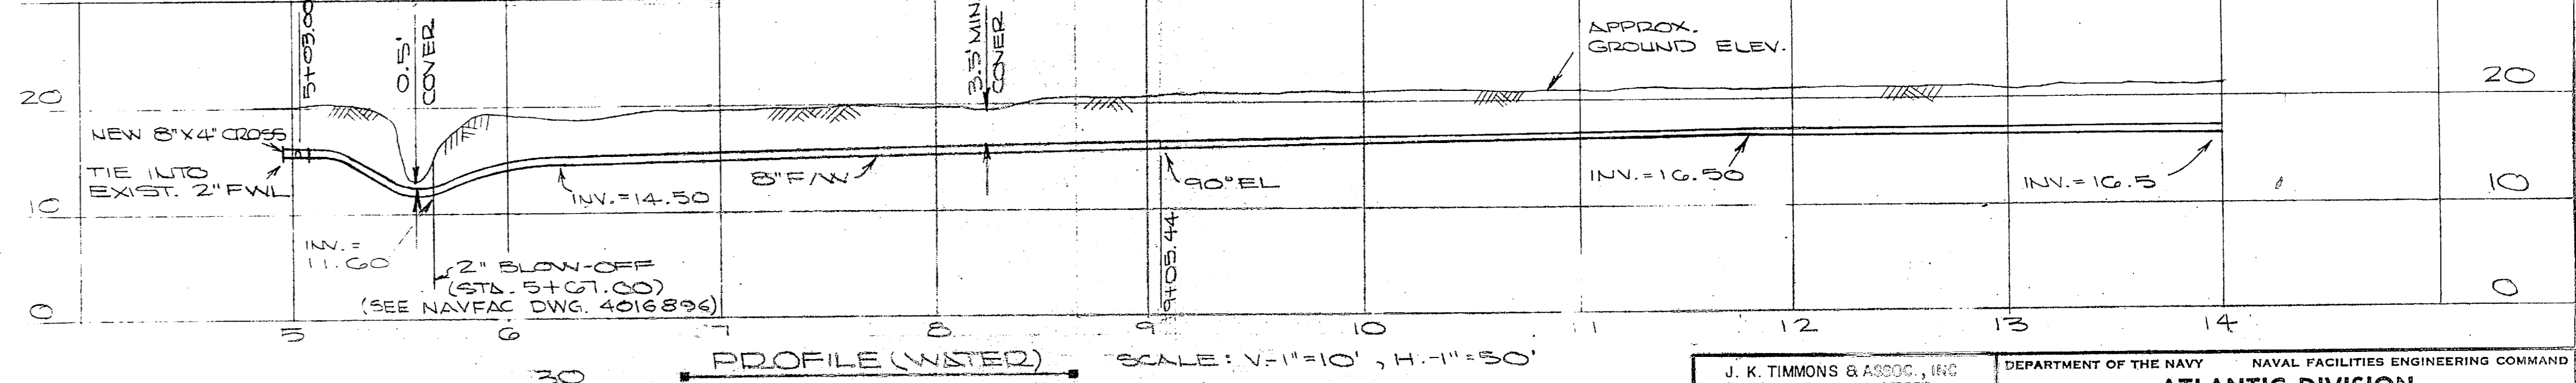 5+03.00
0.5'
COVER
3.5' MIN
COVER
APPROX.
GROUND ELEV.
20
20
NEW 8"X4" CROSS
TIE INTO
EXIST. 2" FWL
8" F/W
90° EL
INV.=14.50
INV.=16.50
INV.=16.5
10
10
INV.=
11.60
2" BLOW-OFF
(STA. 5+67.00)
(SEE NAVFAC DWG. 4016896)
9+05.44
0
0
5 6 7 8 9 10 11 12 13 14
PROFILE (WATER) SCALE: V-1"=10', H.-1"=50'
30
J. K. TIMMONS & ASSOC., INC
DEPARTMENT OF THE NAVY NAVAL FACILITIES ENGINEERING COMMAND
ATLANTIC DIVISION